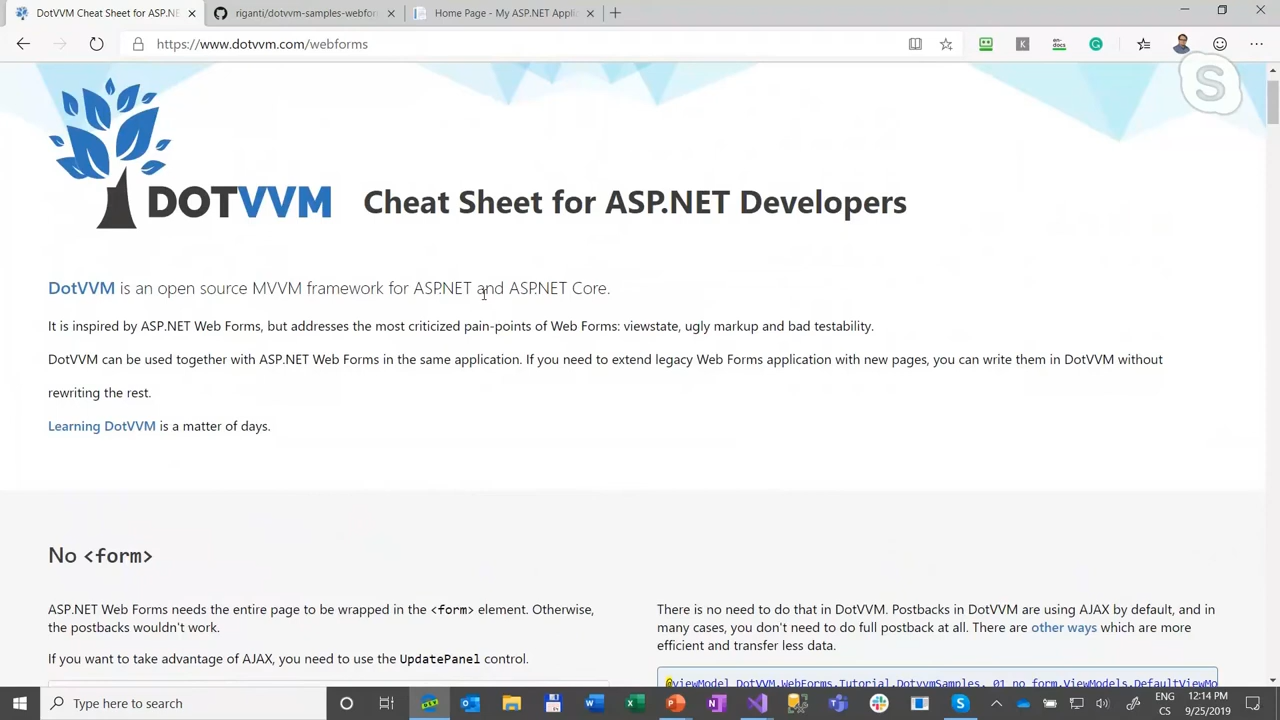 DotVVM Cheat Sheet for ASP.NE
riganti/dotvvm-samples-webfor
Home Page - My ASP.NET Appli
https://www.dotvvm.com/webforms
DOTVVM
Cheat Sheet for ASP.NET Developers
DotVVM is an open source MVVM framework for ASP.NET and ASP.NET Core.
It is inspired by ASP.NET Web Forms, but addresses the most criticized pain-points of Web Forms: viewstate, ugly markup and bad testability.
DotVVM can be used together with ASP.NET Web Forms in the same application. If you need to extend legacy Web Forms application with new pages, you can write them in DotVVM without
rewriting the rest.
Learning DotVVM is a matter of days.
No <form>
ASP.NET Web Forms needs the entire page to be wrapped in the <form> element. Otherwise,
the postbacks wouldn't work.
If you want to take advantage of AJAX, you need to use the UpdatePanel control.
There is no need to do that in DotVVM. Postbacks in DotVVM are using AJAX by default, and in
many cases, you don't need to do full postback at all. There are other ways which are more
efficient and transfer less data.
@viewModel DotVVM.WebForms.Tutorial.DotvvmSamples._01_no_form.ViewModels.DefaultViewMo
Type here to search
ENG
CS
12:14 PM
9/25/2019